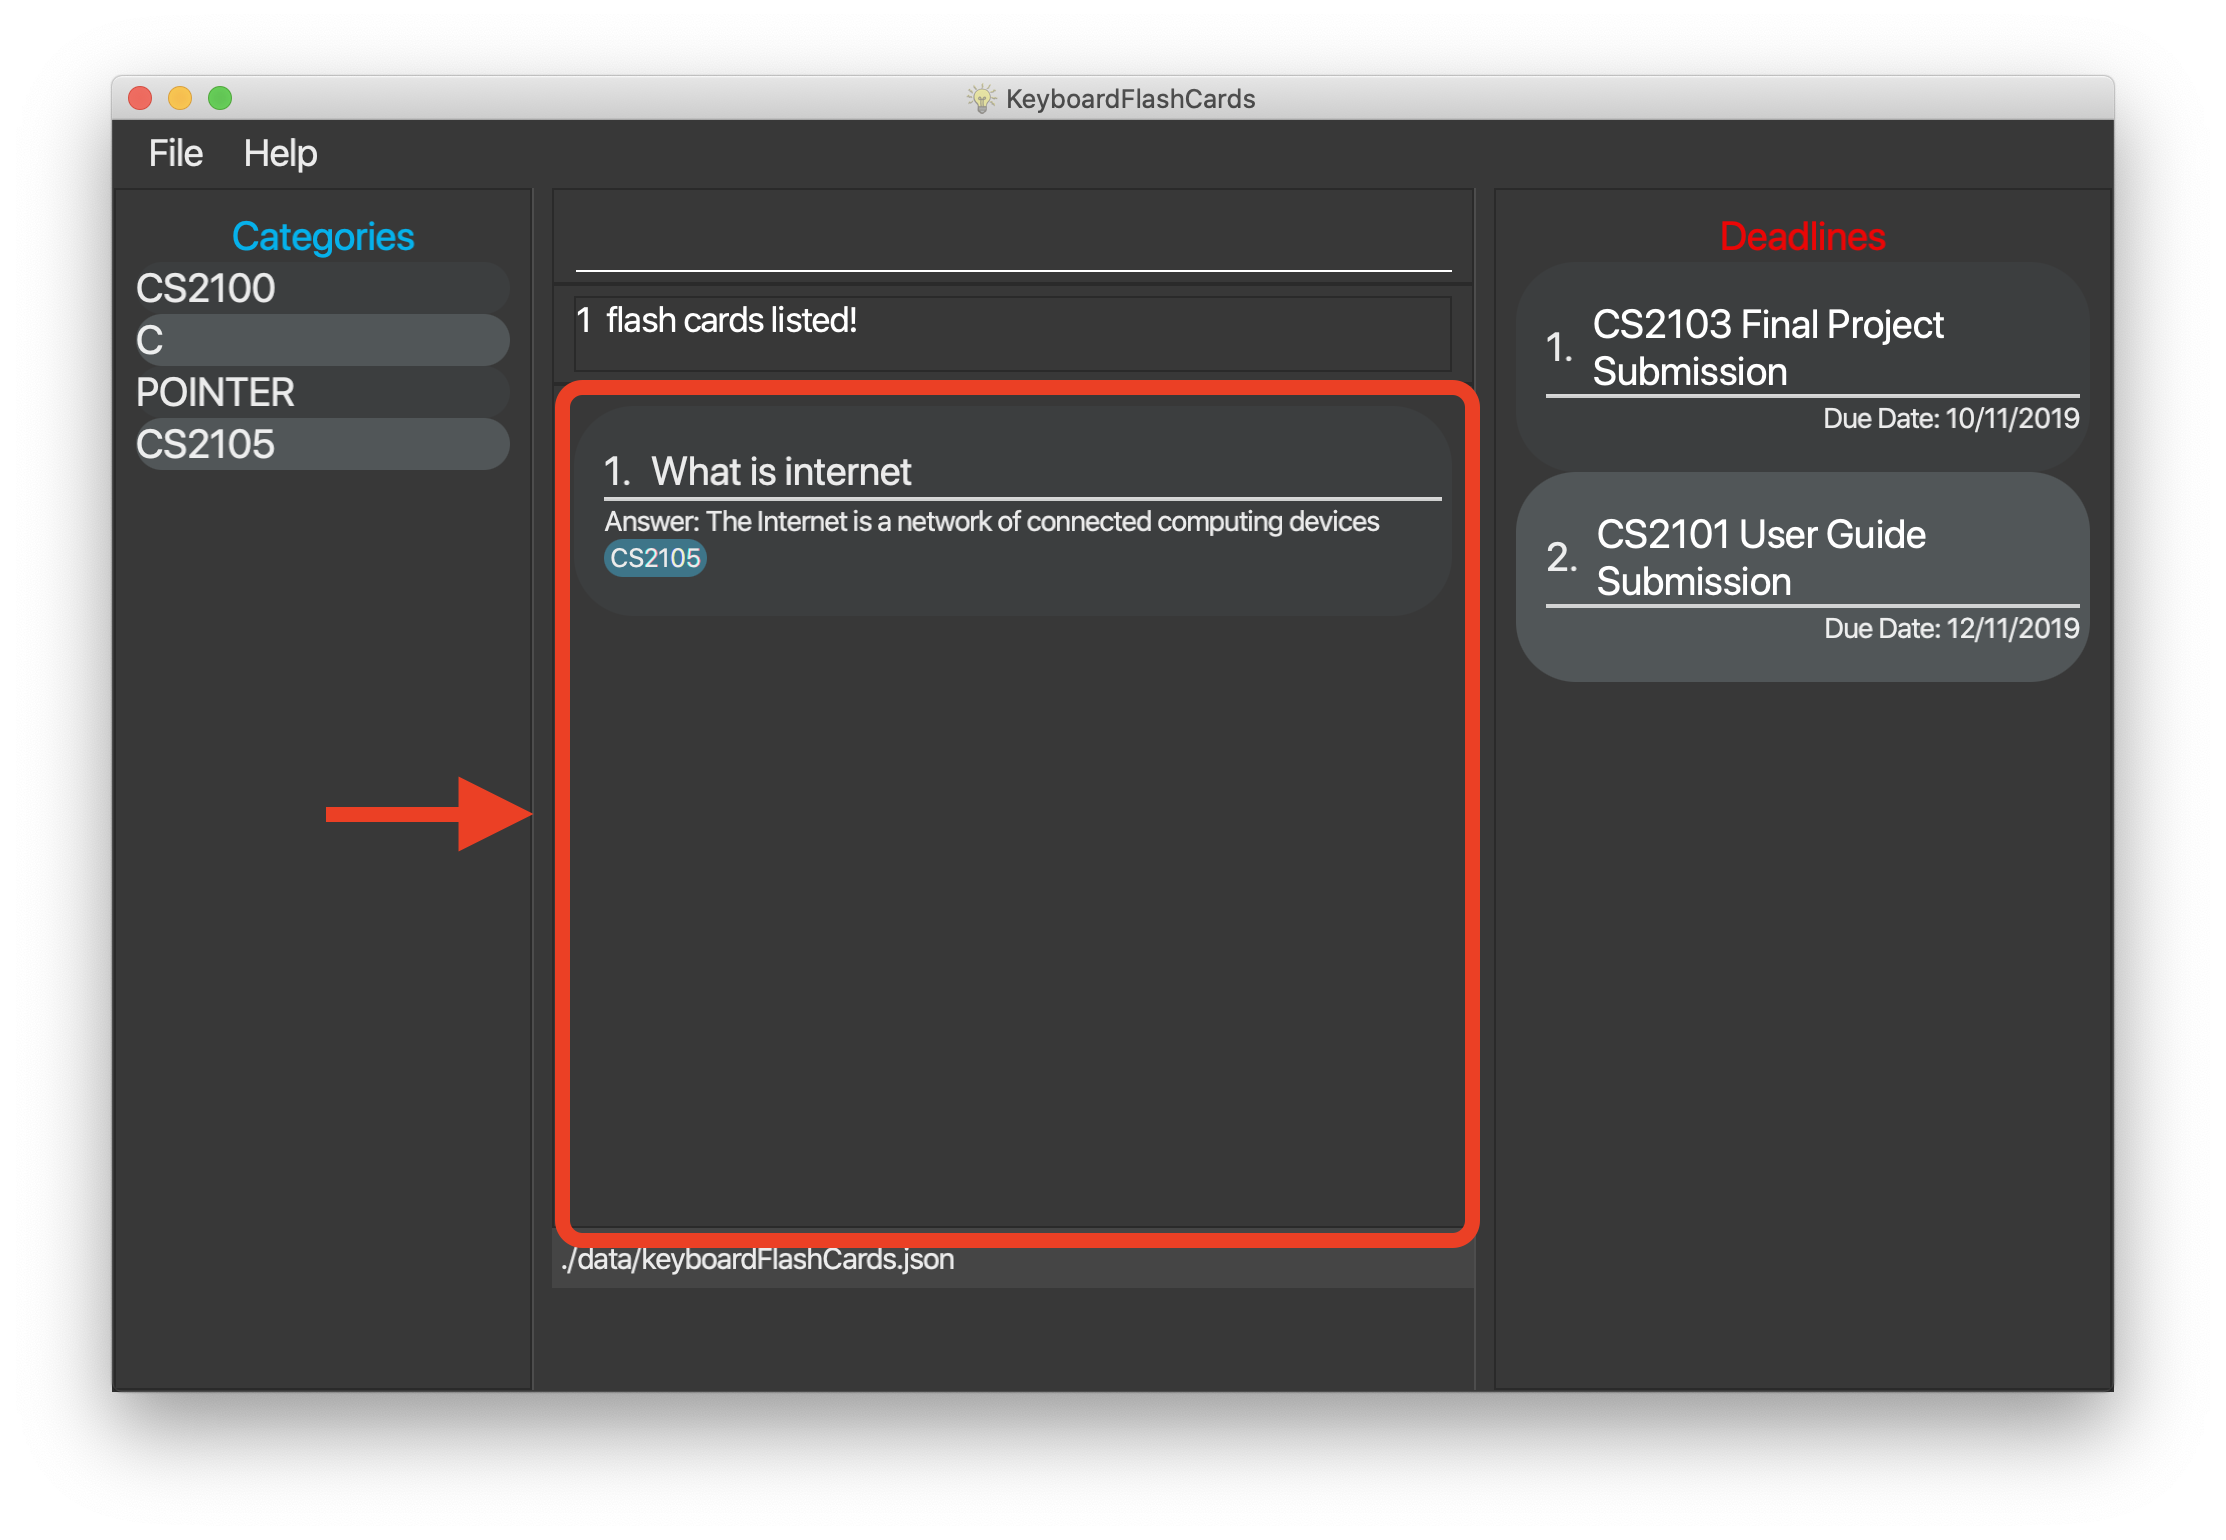 KeyboardFlashCards
File Help
Categories
CS2100
C
POINTER
CS2105
1 flash cards listed!
1. What is internet
Answer: The Internet is a network of connected computing devices
CS2105
./data/keyboardFlashCards.json
Deadlines
1. CS2103 Final Project
Submission
Due Date: 10/11/2019
2. CS2101 User Guide
Submission
Due Date: 12/11/2019